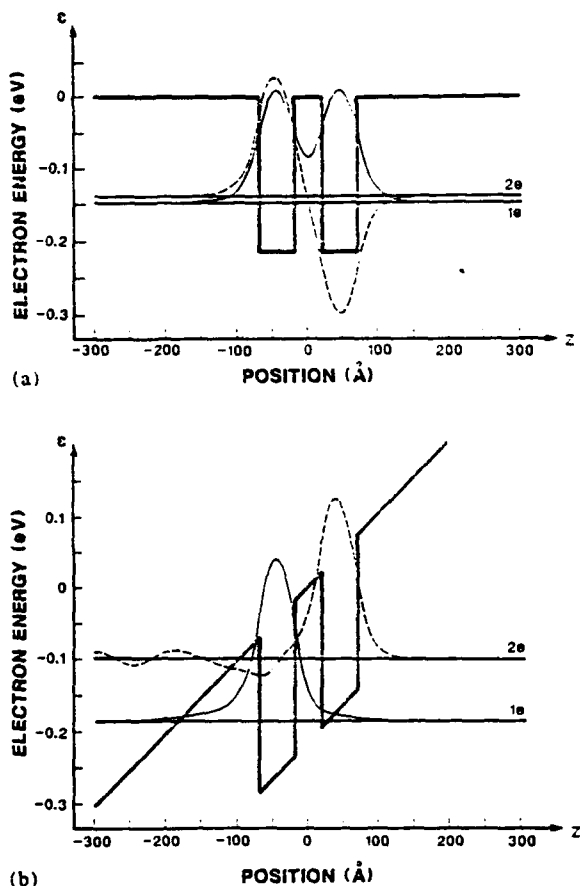 ε
ELECTRON ENERGY (eV)
0
-0.1
-0.2
-0.3
2e
1e
-300 -200 -100 0 100 200 300 Z
POSITION (Å)
(a)
ε
ELECTRON ENERGY (eV)
0.1
0
-0.1
-0.2
-0.3
2e
1e
-300 -200 -100 0 100 200 300 Z
POSITION (Å)
(b)